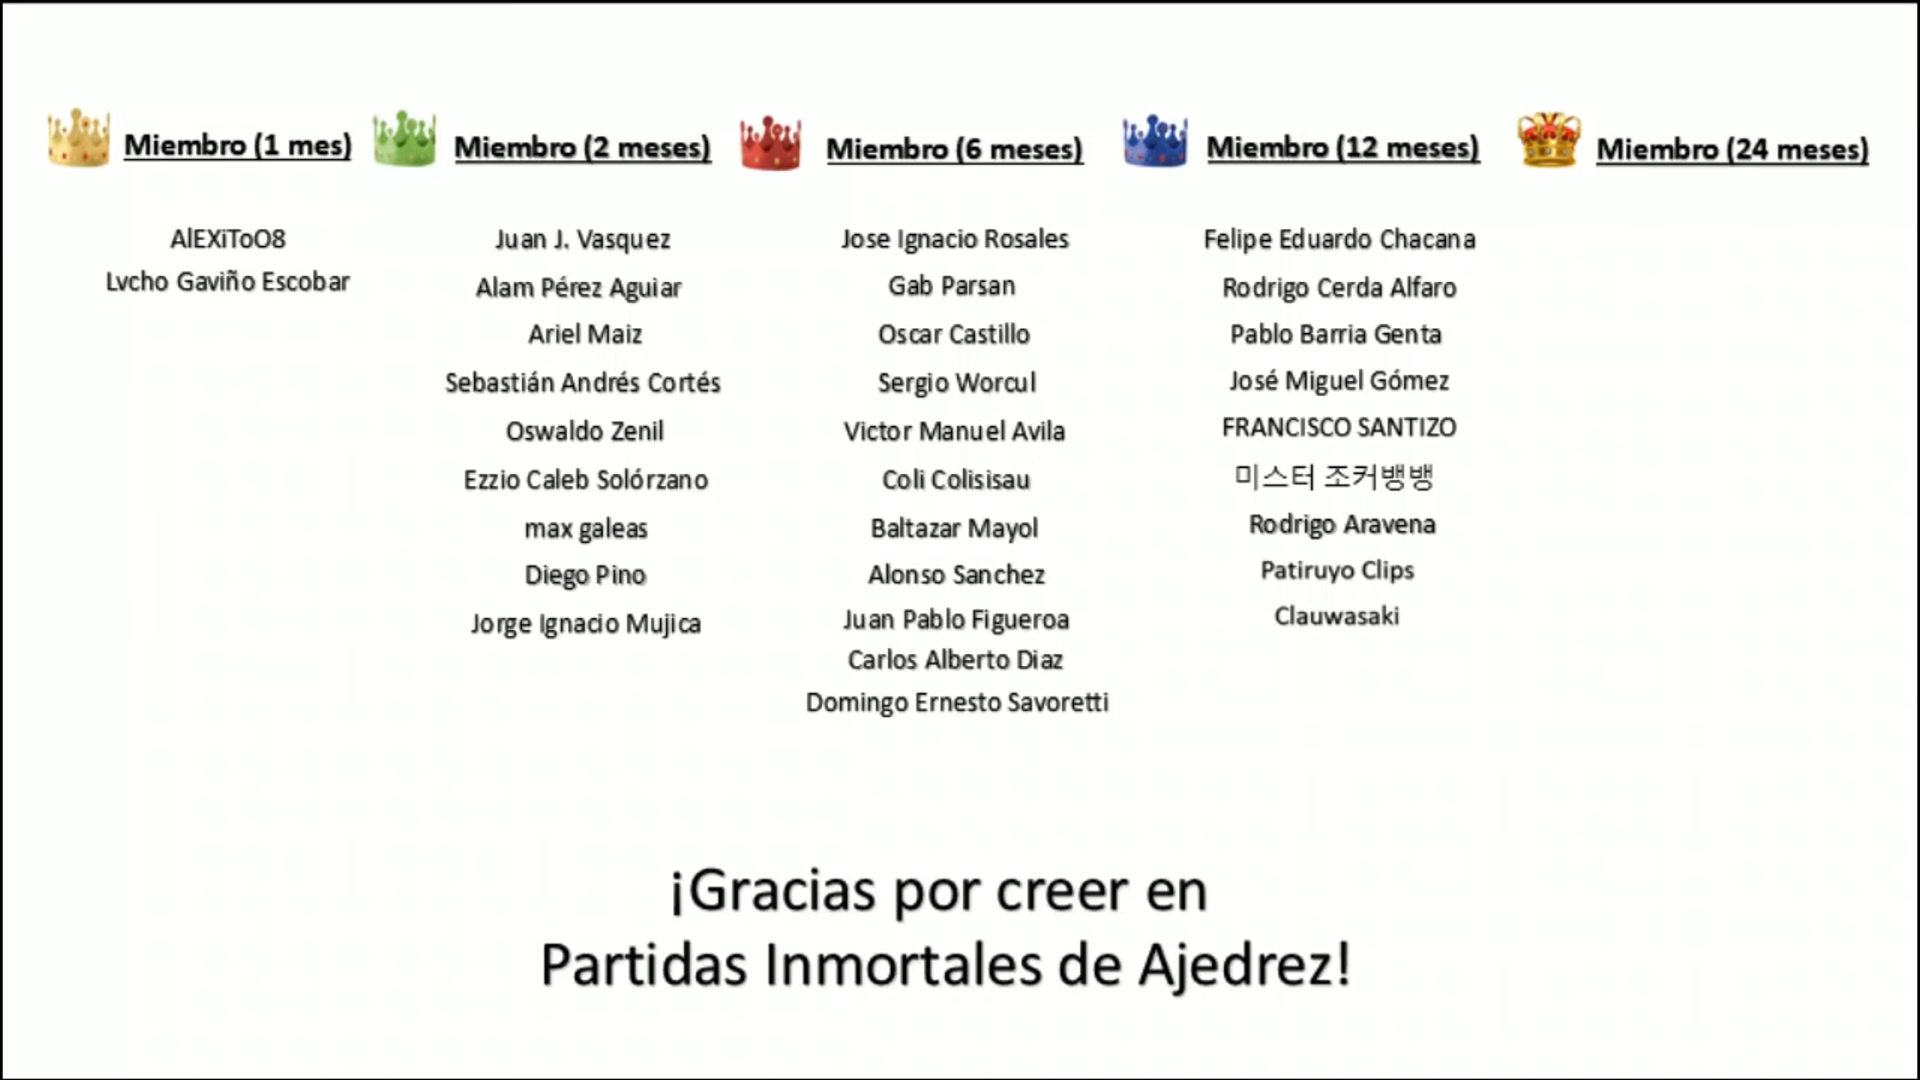 Miembro (1 mes)
AlEXiToO8
Lvcho Gaviño Escobar
Miembro (2 meses)
Juan J. Vasquez
Alam Pérez Aguiar
Ariel Maiz
Sebastián Andrés Cortés
Oswaldo Zenil
Ezzio Caleb Solórzano
max galeas
Diego Pino
Jorge Ignacio Mujica
Miembro (6 meses)
Jose Ignacio Rosales
Gab Parsan
Oscar Castillo
Sergio Worcul
Victor Manuel Avila
Coli Colisisau
Baltazar Mayol
Alonso Sanchez
Juan Pablo Figueroa
Carlos Alberto Diaz
Domingo Ernesto Savoretti
Miembro (12 meses)
Felipe Eduardo Chacana
Rodrigo Cerda Alfaro
Pablo Barria Genta
José Miguel Gómez
FRANCISCO SANTIZO
미스터 조커뱅뱅
Rodrigo Aravena
Patiruyo Clips
Clauwasaki
Miembro (24 meses)
¡Gracias por creer en
Partidas Inmortales de Ajedrez!